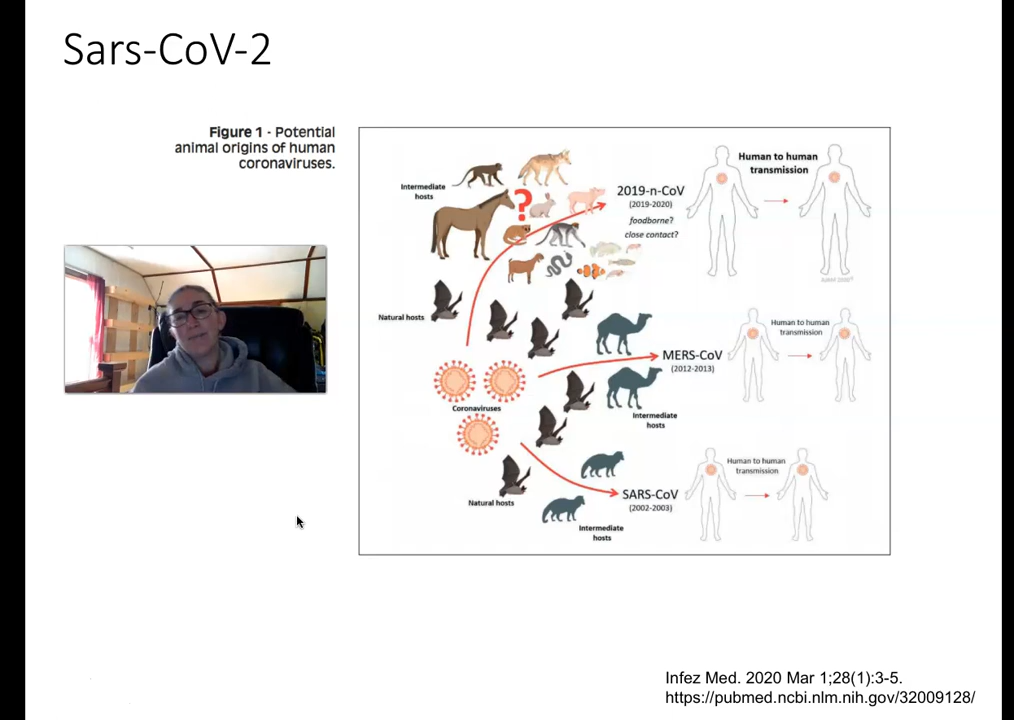 Sars-CoV-2
Figure 1 - Potential
animal origins of human
coronaviruses.
Intermediate
hosts
?
2019-n-CoV
(2019-2020)
foodborne?
close contact?
Human to human
transmission
Natural hosts
MERS-CoV
(2012-2013)
Human to human
transmission
Coronaviruses
Intermediate
hosts
Natural hosts
SARS-CoV
(2002-2003)
Human to human
transmission
Intermediate
hosts
Infez Med. 2020 Mar 1;28(1):3-5.
https://pubmed.ncbi.nlm.nih.gov/32009128/